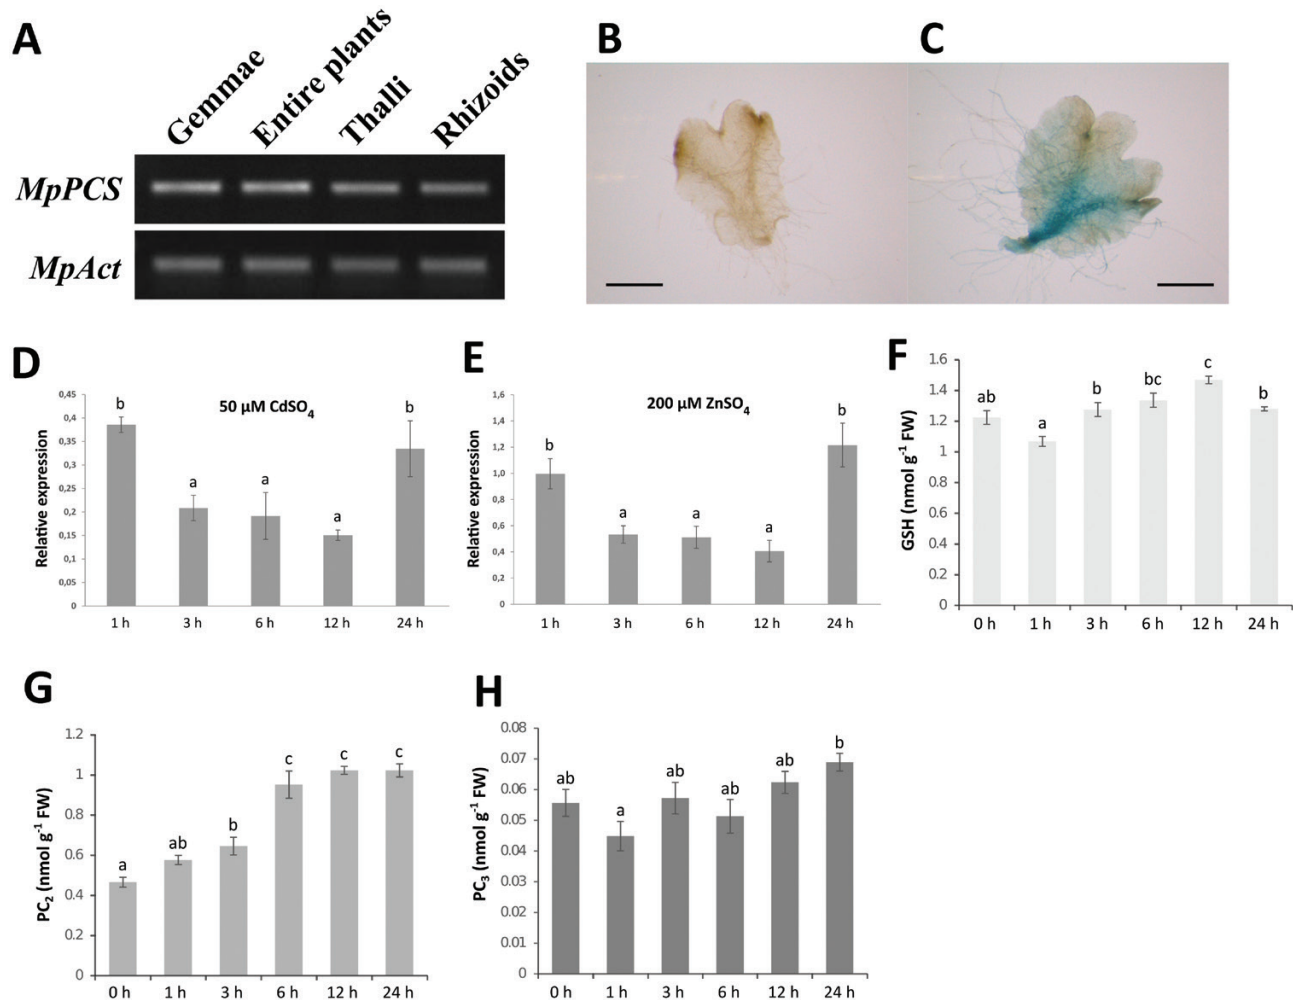 A
Gemmae
Entire plants
Thalli
Rhizoids
MpPCS
MpAct
B
C
D
50 µM CdSO4
Relative expression
0,45
0,4
0,35
0,3
0,25
0,2
0,15
0,1
0,05
0
b
a
a
a
b
1 h
3 h
6 h
12 h
24 h
E
200 µM ZnSO4
Relative expression
1,6
1,4
1,2
1,0
0,8
0,6
0,4
0,2
0
b
a
a
a
b
1 h
3 h
6 h
12 h
24 h
F
GSH (nmol g-1 FW)
1.6
1.4
1.2
1
0.8
0.6
0.4
0.2
0
ab
a
b
bc
c
b
0 h
1 h
3 h
6 h
12 h
24 h
G
PC2 (nmol g-1 FW)
1.2
1
0.8
0.6
0.4
0.2
0
a
ab
b
c
c
c
0 h
1 h
3 h
6 h
12 h
24 h
H
PC3 (nmol g-1 FW)
0.08
0.07
0.06
0.05
0.04
0.03
0.02
0.01
0
ab
a
ab
ab
ab
b
0 h
1 h
3 h
6 h
12 h
24 h